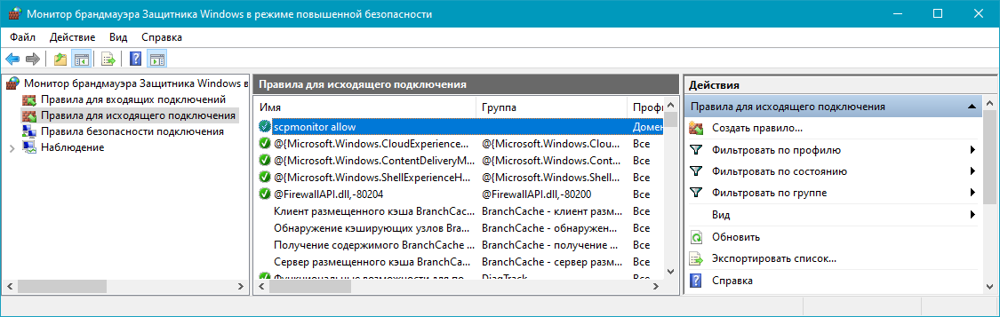 Монитор брандмауэра Защитника Windows в режиме повышенной безопасности
Файл Действие Вид Справка
Монитор брандмауэра Защитника Windows в
Правила для входящих подключений
Правила для исходящего подключения
Правила безопасности подключения
Наблюдение
Правила для исходящего подключения
Имя Группа Профи
scpmonitor allow Домен
@{Microsoft.Windows.CloudExperience... @{Microsoft.Windows.Clou... Все
@{Microsoft.Windows.ContentDeliveryM... @{Microsoft.Windows.Cont... Все
@{Microsoft.Windows.ShellExperienceH... @{Microsoft.Windows.Shell... Все
@FirewallAPI.dll,-80204 @FirewallAPI.dll,-80200 Все
Клиент размещенного кэша BranchCac... BranchCache - клиент разм... Все
Обнаружение кэширующих узлов Bran... BranchCache - обнаружен... Все
Получение содержимого BranchCache ... BranchCache - получение ... Все
Сервер размещенного кэша BranchCa... BranchCache - сервер разм... Все
Функциональные возможности для по... DiagTrack Все
Действия
Правила для исходящего подключения
Создать правило...
Фильтровать по профилю
Фильтровать по состоянию
Фильтровать по группе
Вид
Обновить
Экспортировать список...
Справка